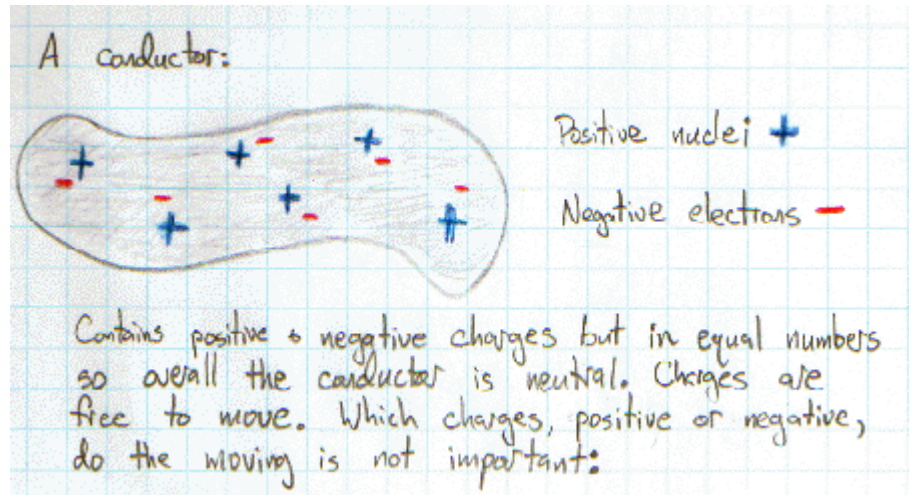 A conductor:
Positive nuclei +
Negative electrons -
Contains positive & negative charges but in equal numbers
so overall the conductor is neutral. Charges are
free to move. Which charges, positive or negative,
do the moving is not important: